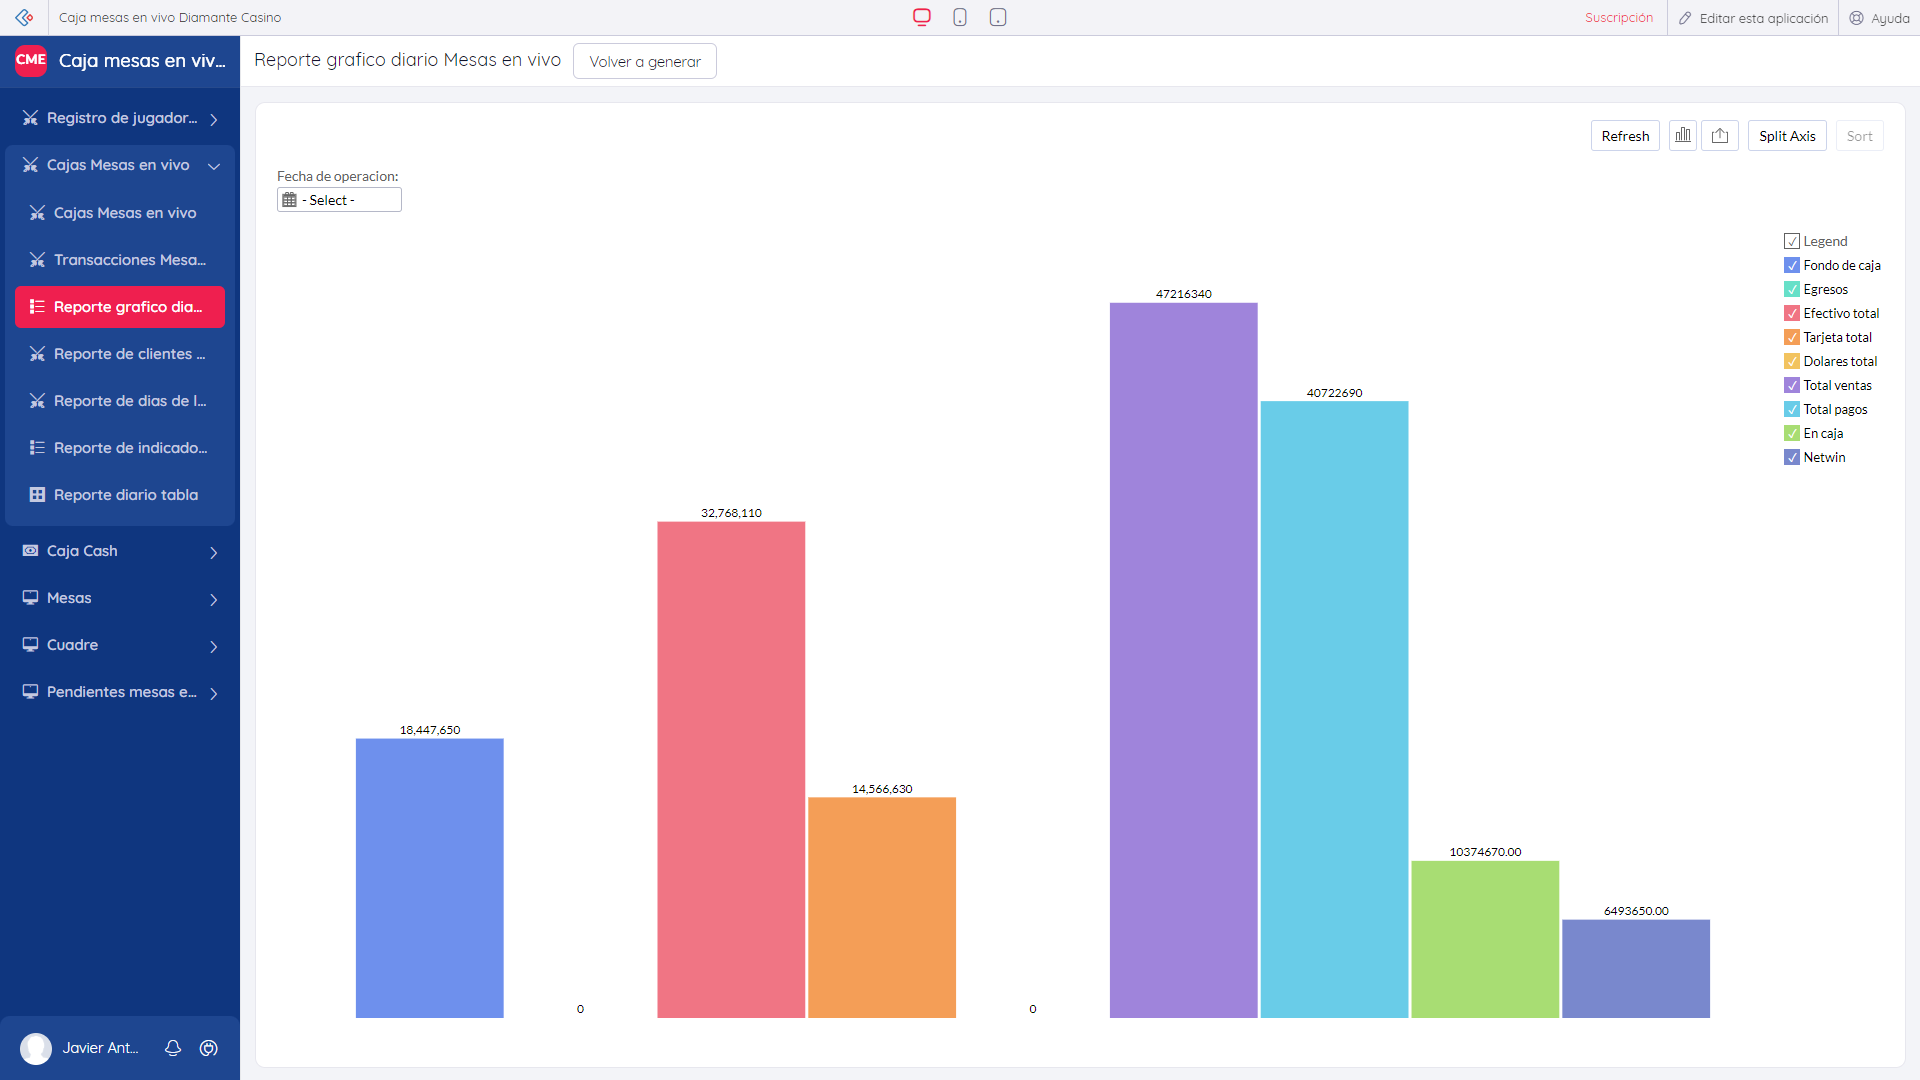 Caja mesas en vivo Diamante Casino
Suscripción
Editar esta aplicación
Ayuda
CME
Caja mesas en viv...
Reporte grafico diario Mesas en vivo
Volver a generar
Registro de jugador...
Cajas Mesas en vivo
Cajas Mesas en vivo
Transacciones Mesa...
Reporte grafico dia...
Reporte de clientes ...
Reporte de dias de l...
Reporte de indicado...
Reporte diario tabla
Caja Cash
Mesas
Cuadre
Pendientes mesas e...
Javier Ant...
Refresh
Split Axis
Sort
Fecha de operacion:
- Select -
Legend
Fondo de caja
Egresos
Efectivo total
Tarjeta total
Dolares total
Total ventas
Total pagos
En caja
Netwin
18,447,650
0
32,768,110
14,566,630
0
47216340
40722690
10374670.00
6493650.00